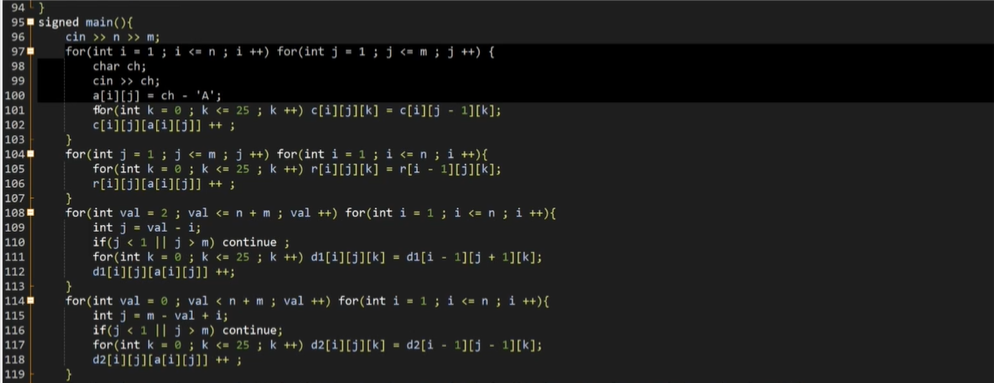 94 }
95 signed main(){
96 cin >> n >> m;
97 for(int i = 1 ; i <= n ; i ++) for(int j = 1 ; j <= m ; j ++) {
98 char ch;
99 cin >> ch;
100 a[i][j] = ch - 'A';
101 for(int k = 0 ; k <= 25 ; k ++) c[i][j][k] = c[i][j - 1][k];
102 c[i][j][a[i][j]] ++ ;
103 }
104 for(int j = 1 ; j <= m ; j ++) for(int i = 1 ; i <= n ; i ++){
105 for(int k = 0 ; k <= 25 ; k ++) r[i][j][k] = r[i - 1][j][k];
106 r[i][j][a[i][j]] ++ ;
107 }
108 for(int val = 2 ; val <= n + m ; val ++) for(int i = 1 ; i <= n ; i ++){
109 int j = val - i;
110 if(j < 1 || j > m) continue ;
111 for(int k = 0 ; k <= 25 ; k ++) d1[i][j][k] = d1[i - 1][j + 1][k];
112 d1[i][j][a[i][j]] ++;
113 }
114 for(int val = 0 ; val < n + m ; val ++) for(int i = 1 ; i <= n ; i ++){
115 int j = m - val + i;
116 if(j < 1 || j > m) continue;
117 for(int k = 0 ; k <= 25 ; k ++) d2[i][j][k] = d2[i - 1][j - 1][k];
118 d2[i][j][a[i][j]] ++ ;
119 }